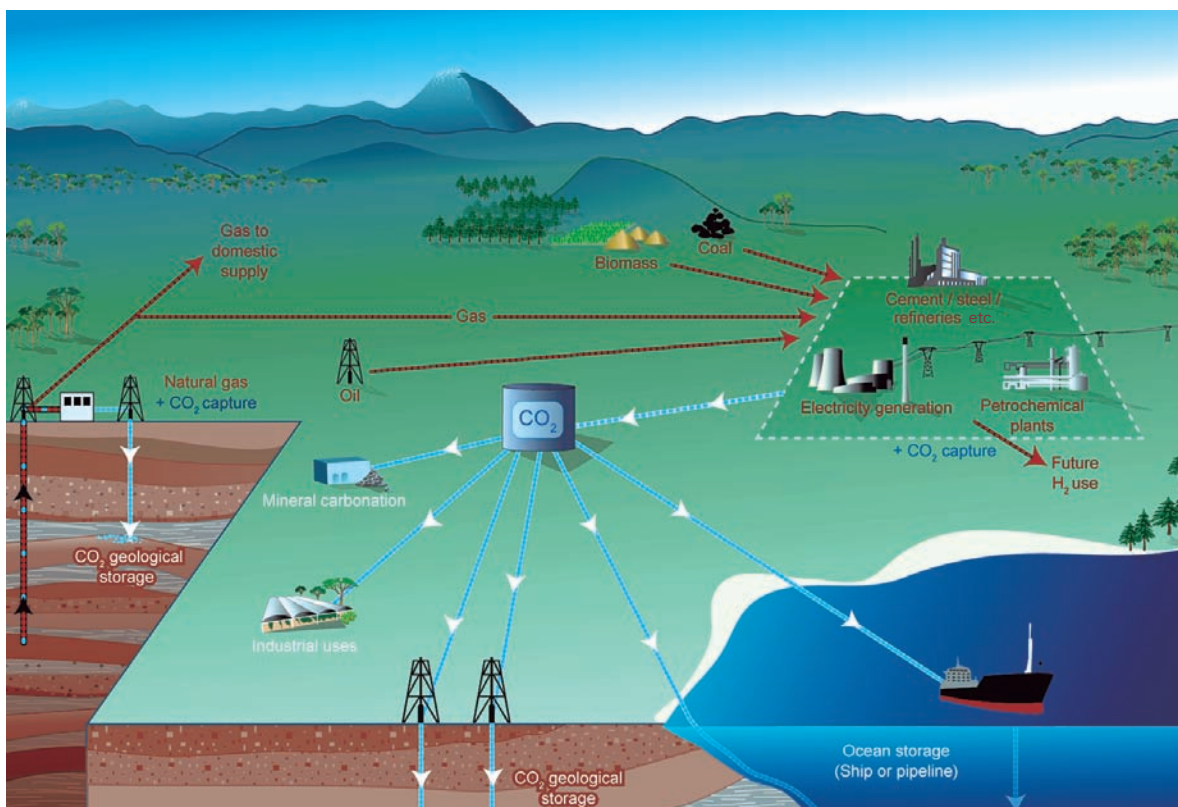 Gas to
domestic
supply
Coal
Biomass
Cement / steel /
refineries etc.
Gas
Natural gas
+ CO₂ capture
Oil
Electricity generation
Petrochemical
plants
CO₂
+ CO₂ capture
Future
H₂ use
Mineral carbonation
CO₂ geological
storage
Industrial uses
Ocean storage
(Ship or pipeline)
CO₂ geological
storage